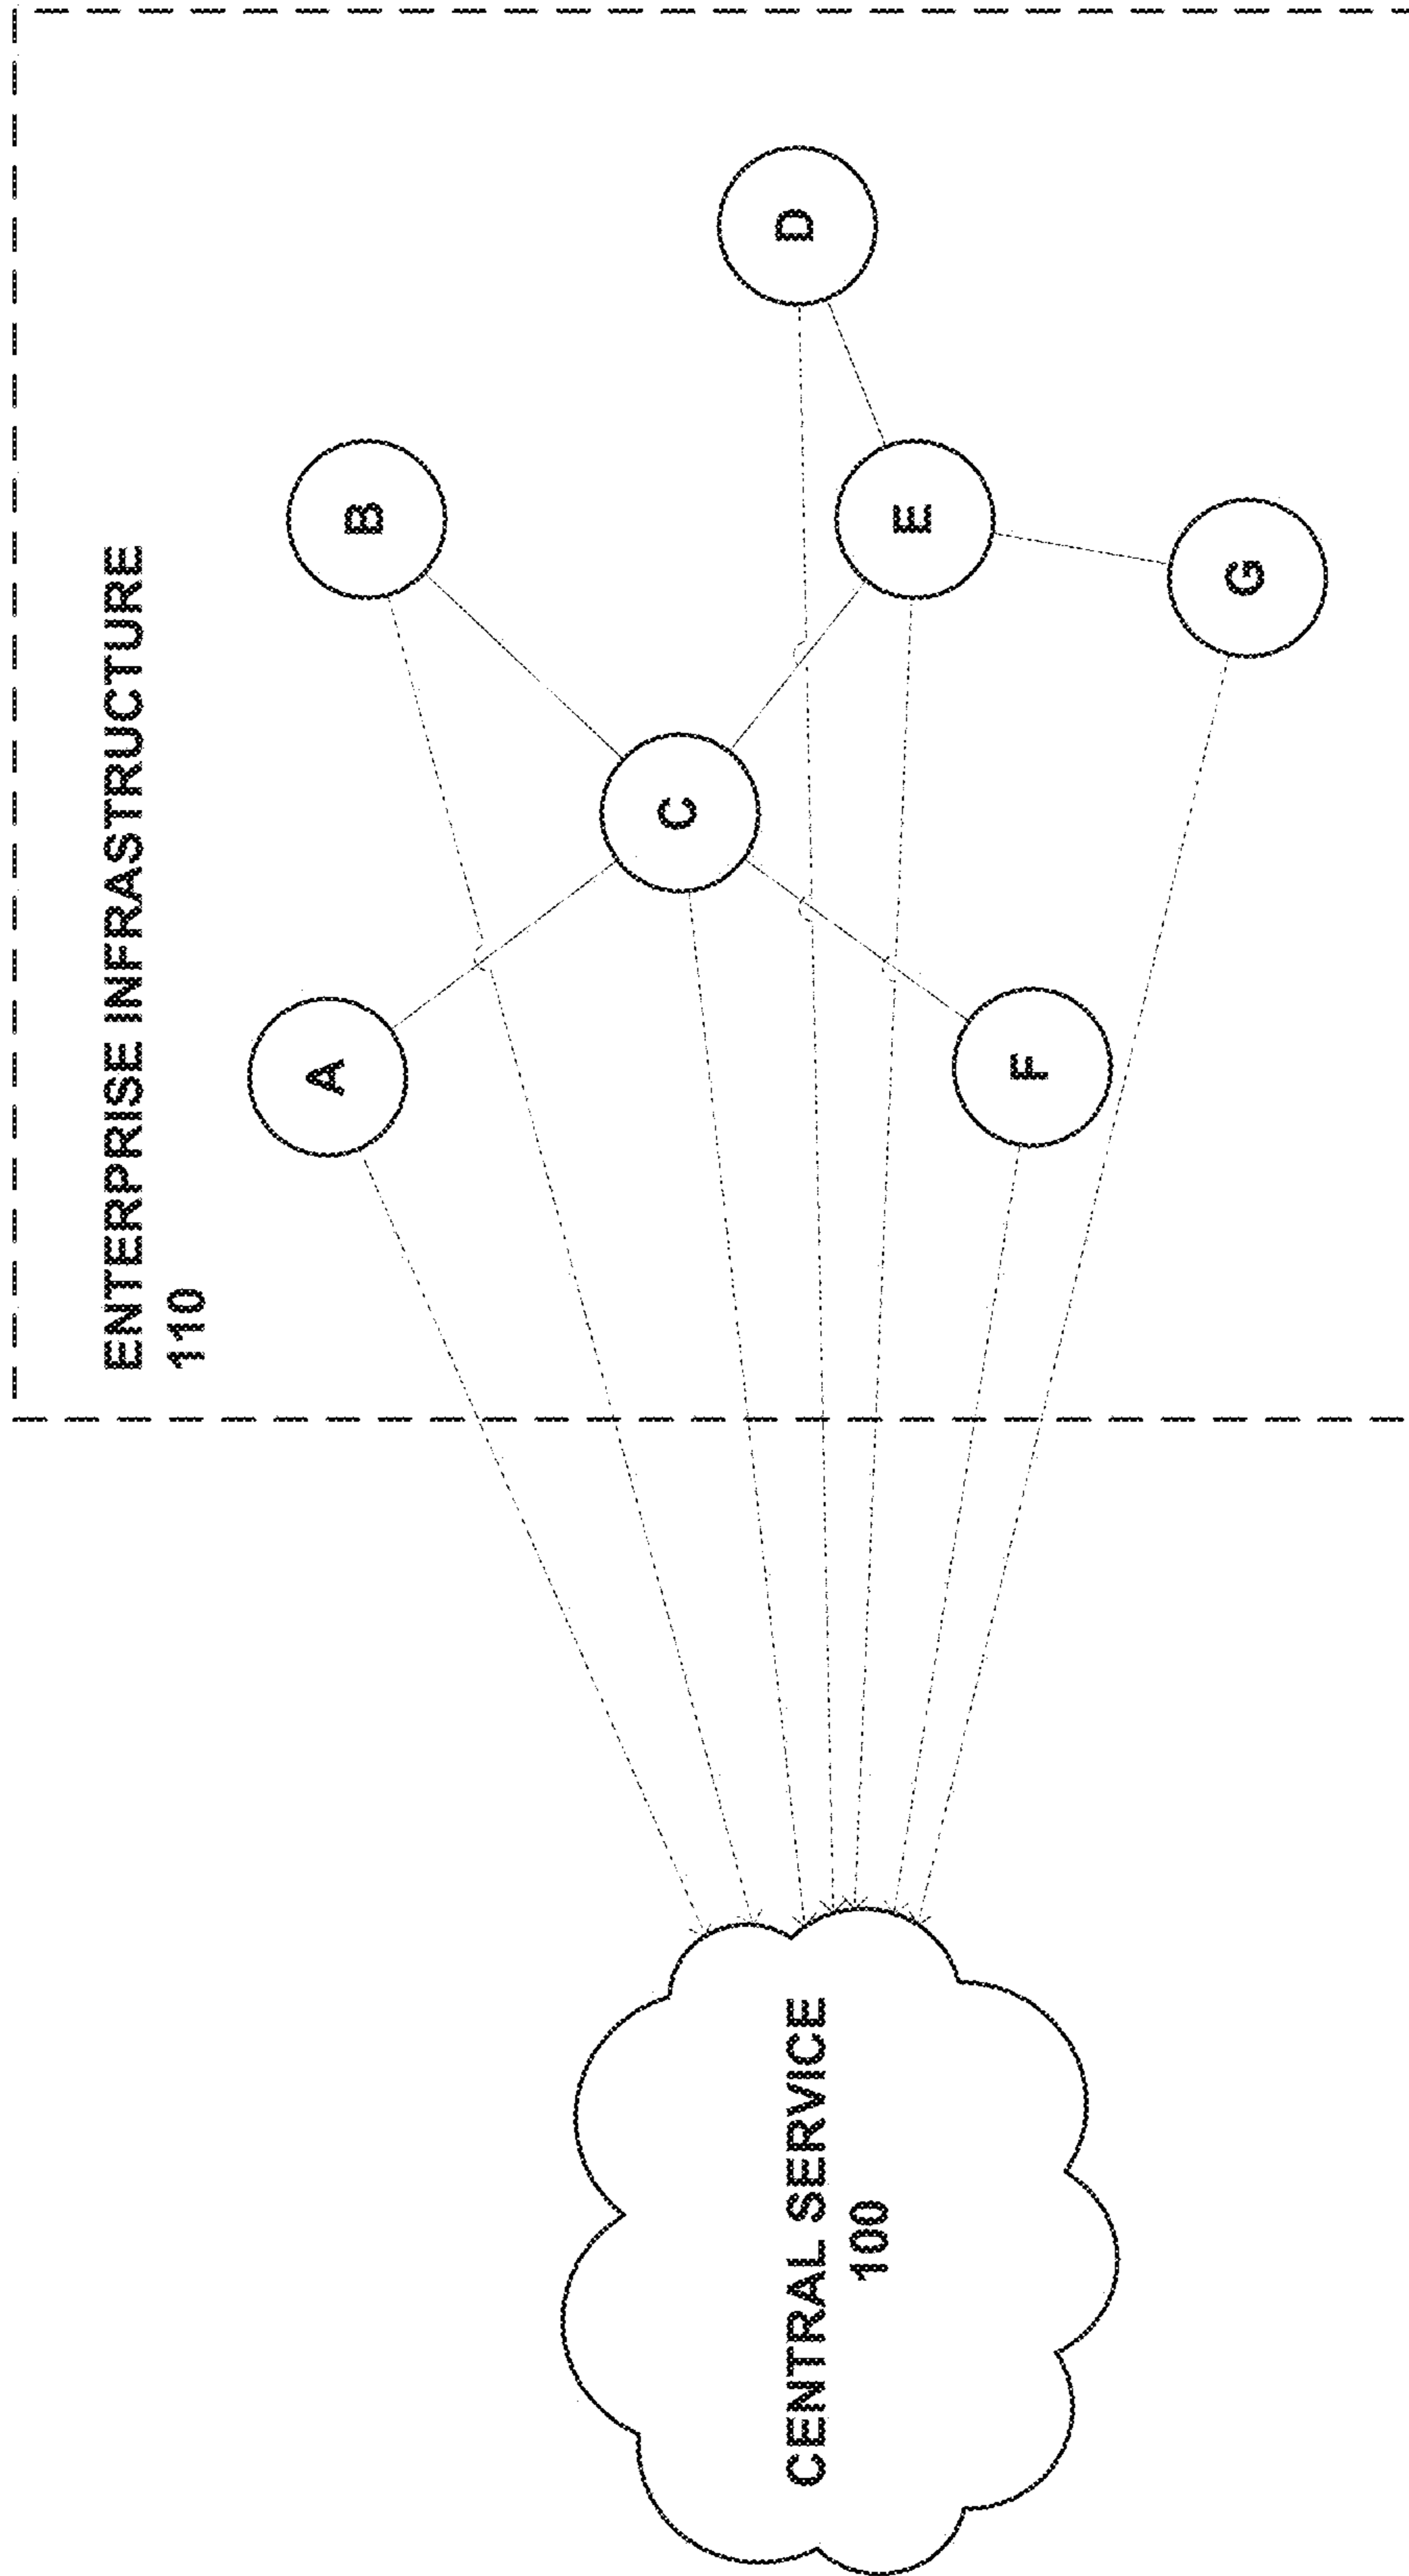 ENTERPRISE INFRASTRUCTURE
110
A
B
C
D
E
F
G
CENTRAL SERVICE
100